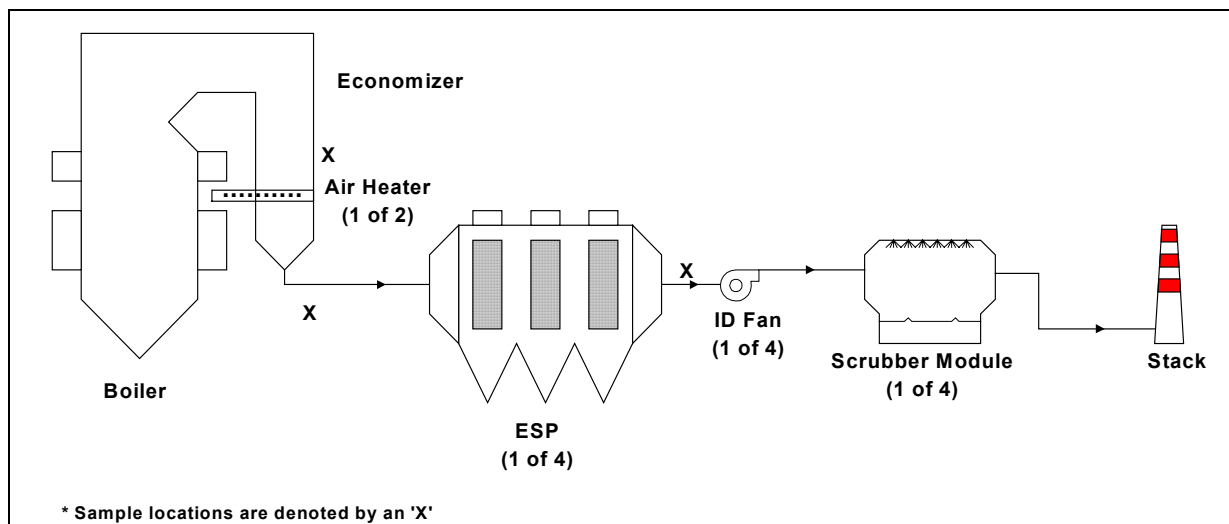 Economizer
X
Air Heater
(1 of 2)
X
X
ID Fan
(1 of 4)
Scrubber Module
(1 of 4)
Stack
Boiler
ESP
(1 of 4)
* Sample locations are denoted by an 'X'